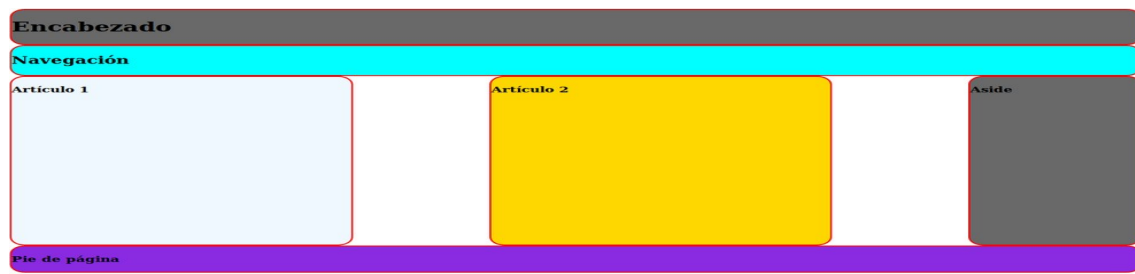 Encabezado
Navegación
Artículo 1
Artículo 2
Aside
Pie de página